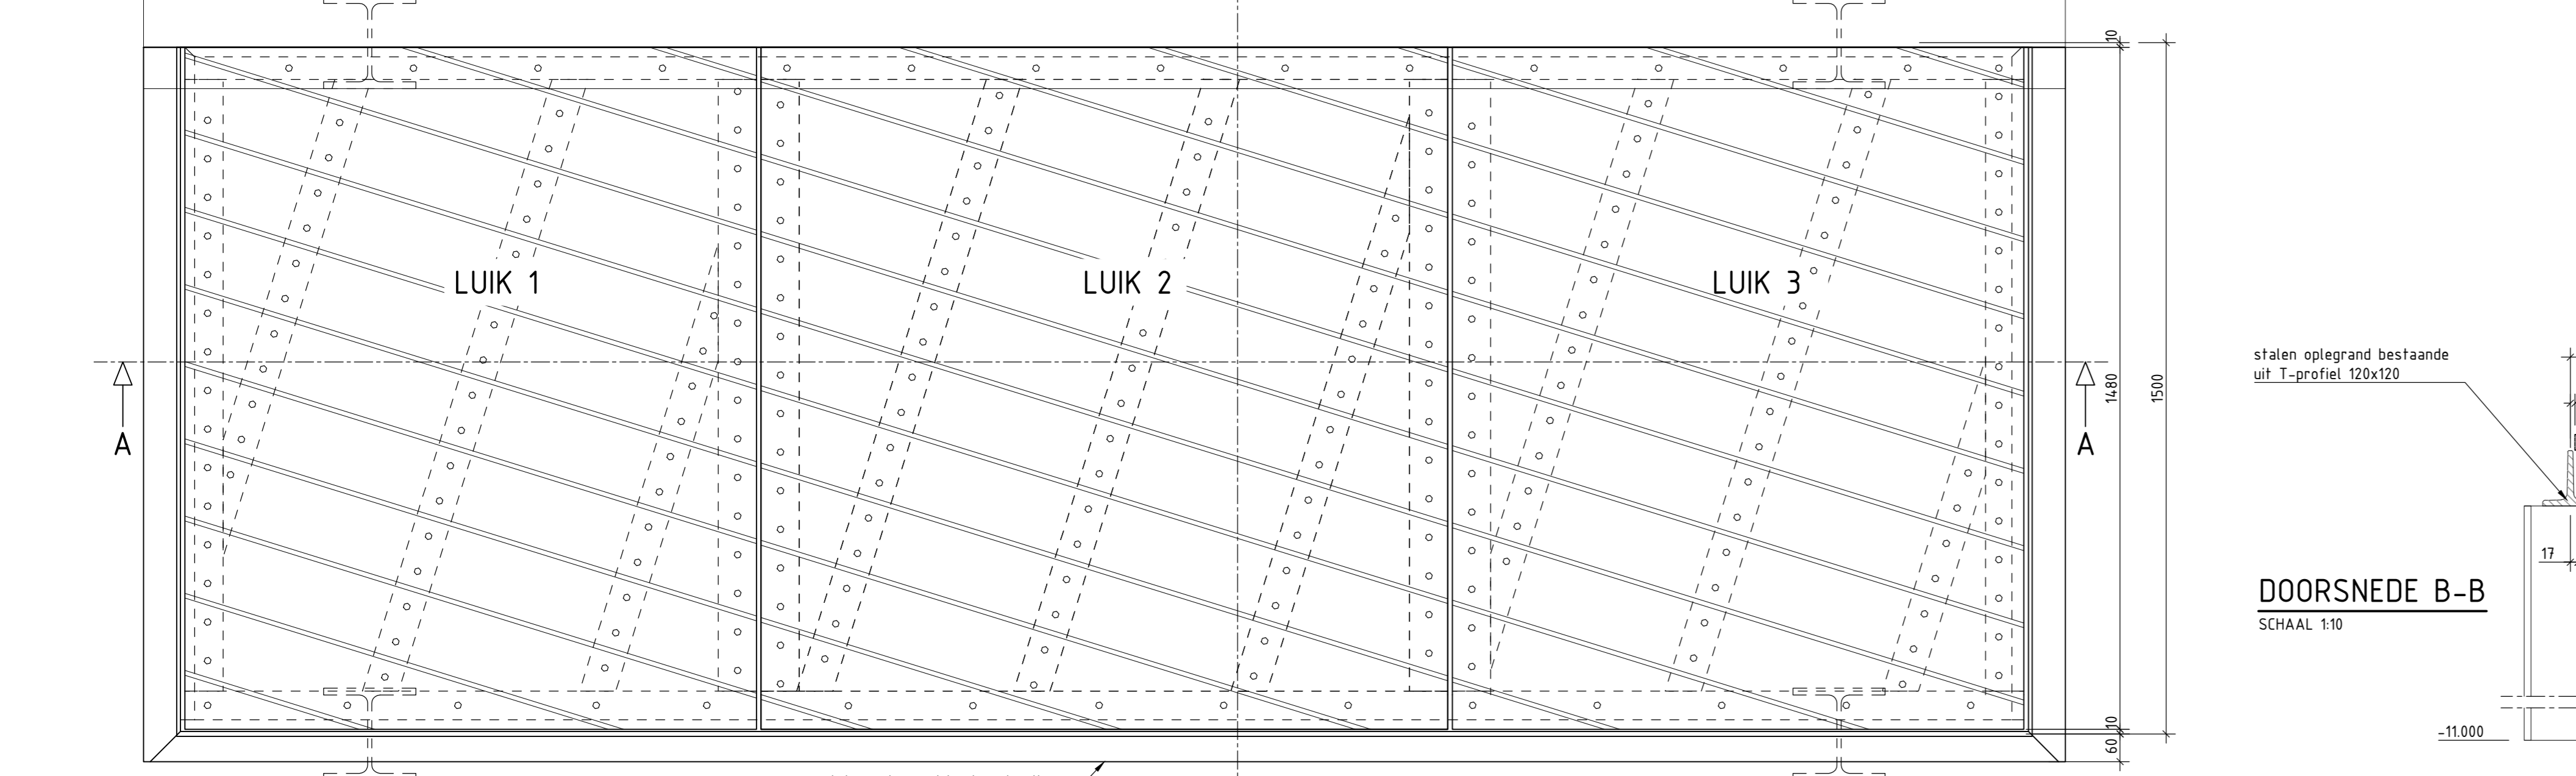 10
LUIK 1
LUIK 2
LUIK 3
stalen oplegrand bestaande
uit T-profiel 120x120
1480
1500
A
A
17
DOORSNEDE B-B
SCHAAL 1:10
10
60
-11.000